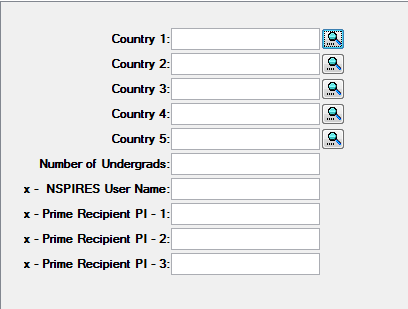 Country 1:
Country 2:
Country 3:
Country 4:
Country 5:
Number of Undergrads:
x - NSPIRES User Name:
x - Prime Recipient PI - 1:
x - Prime Recipient PI - 2:
x - Prime Recipient PI - 3: